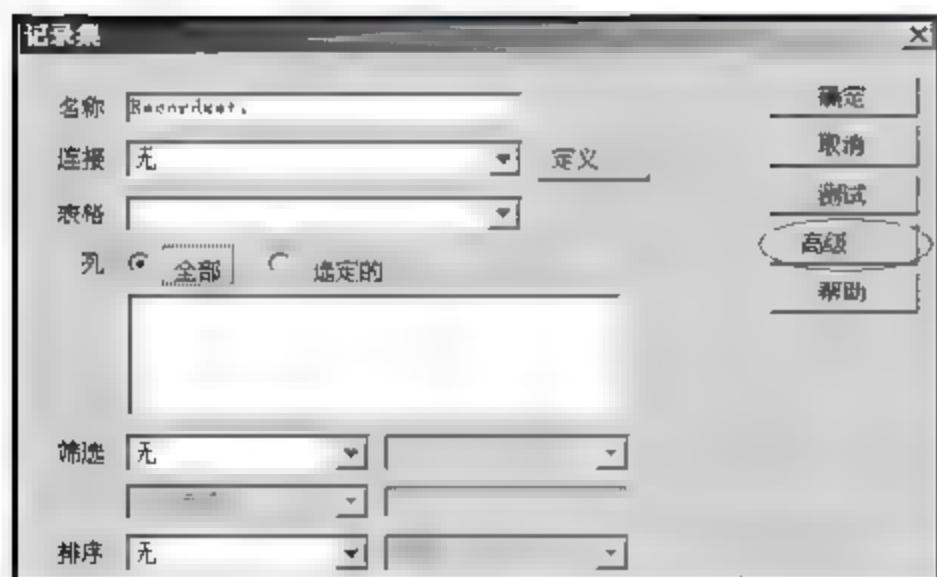 记录集
名称 Recordset1
确定
连接 无 定义
取消
表格
测试
列 全部 选定的
高级
帮助
筛选 无
排序 无